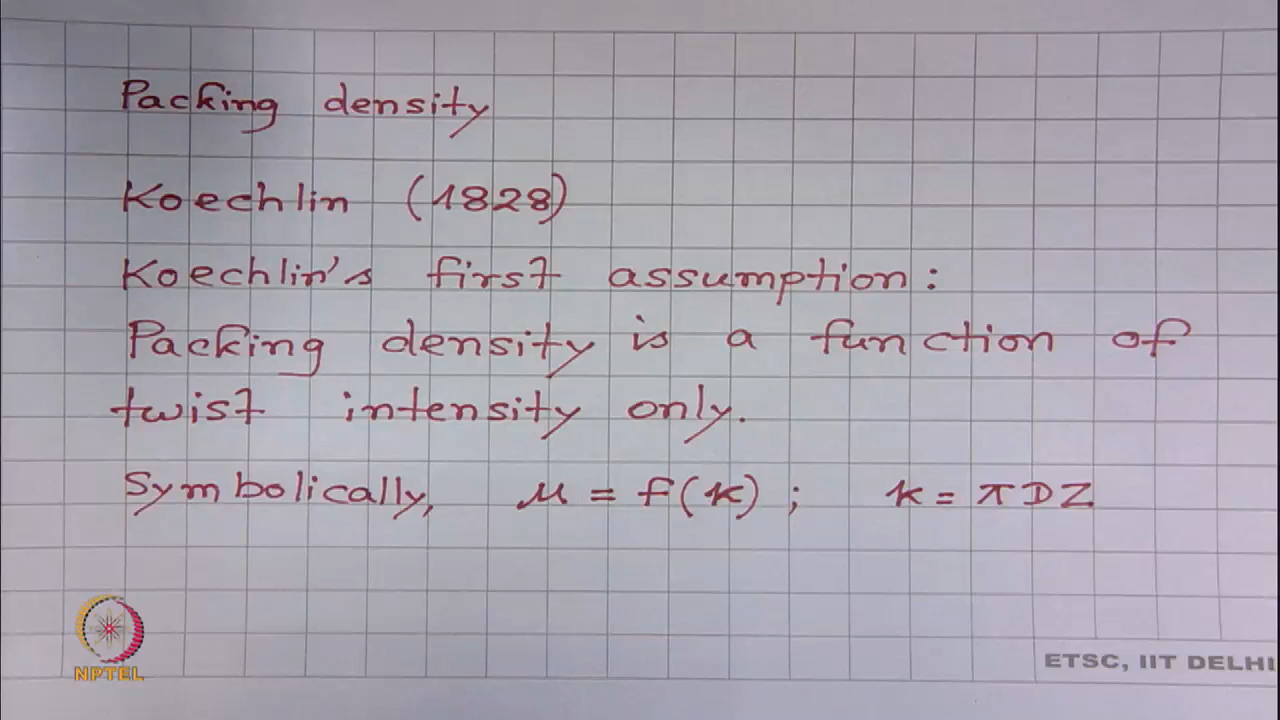 Packing density
Koechlin (1828)
Koechlin's first assumption:
Packing density is a function of
twist intensity only.
Symbolically, μ = f(κ); κ = πDZ
NPTEL
ETSC, IIT DELHI